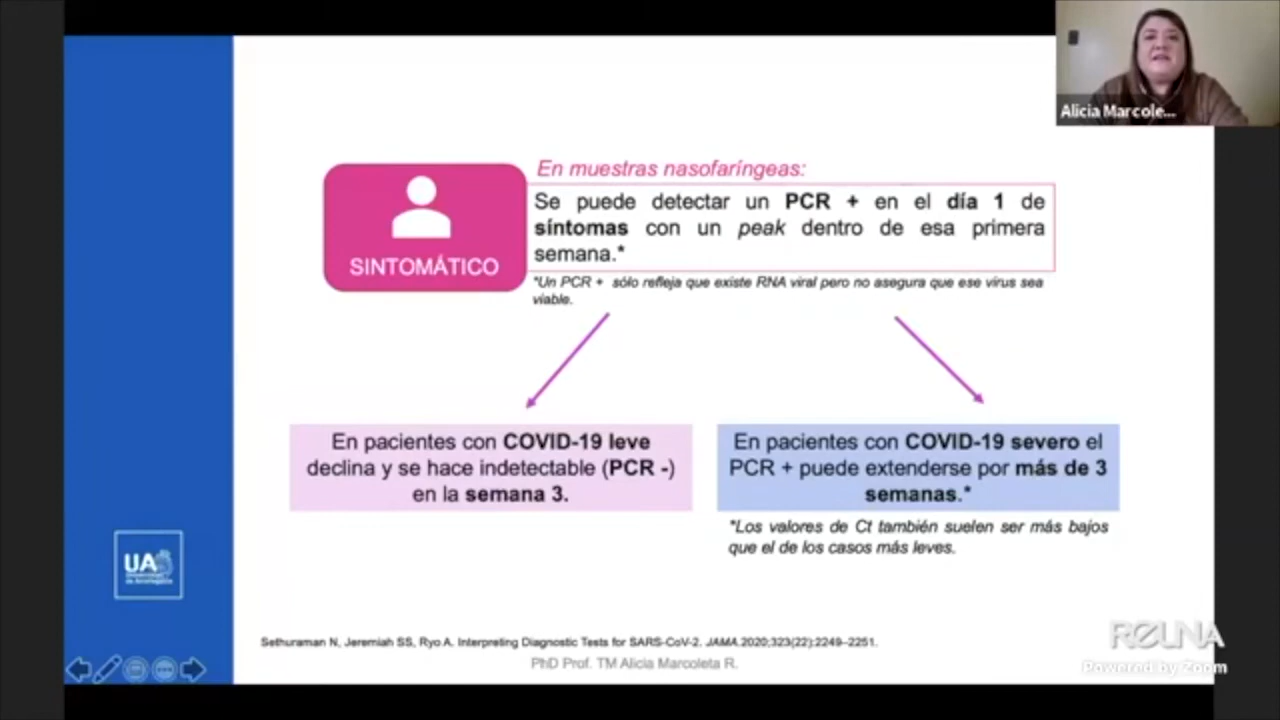 Alicia Marcole...
En muestras nasofaríngeas:
Se puede detectar un PCR + en el día 1 de
síntomas con un peak dentro de esa primera
semana.*
SINTOMÁTICO
*Un PCR + sólo refleja que existe RNA viral pero no asegura que ese virus sea
viable.
En pacientes con COVID-19 leve
declina y se hace indetectable (PCR -)
en la semana 3.
En pacientes con COVID-19 severo el
PCR + puede extenderse por más de 3
semanas.*
*Los valores de Ct también suelen ser más bajos
que el de los casos más leves.
UA
Universidad
de Antofagasta
Sethuraman N, Jeremiah SS, Ryo A. Interpreting Diagnostic Tests for SARS-CoV-2. JAMA.2020;323(22):2249–2251.
PhD Prof. TM Alicia Marcoleta R.
REUNA
Powered by Zoom